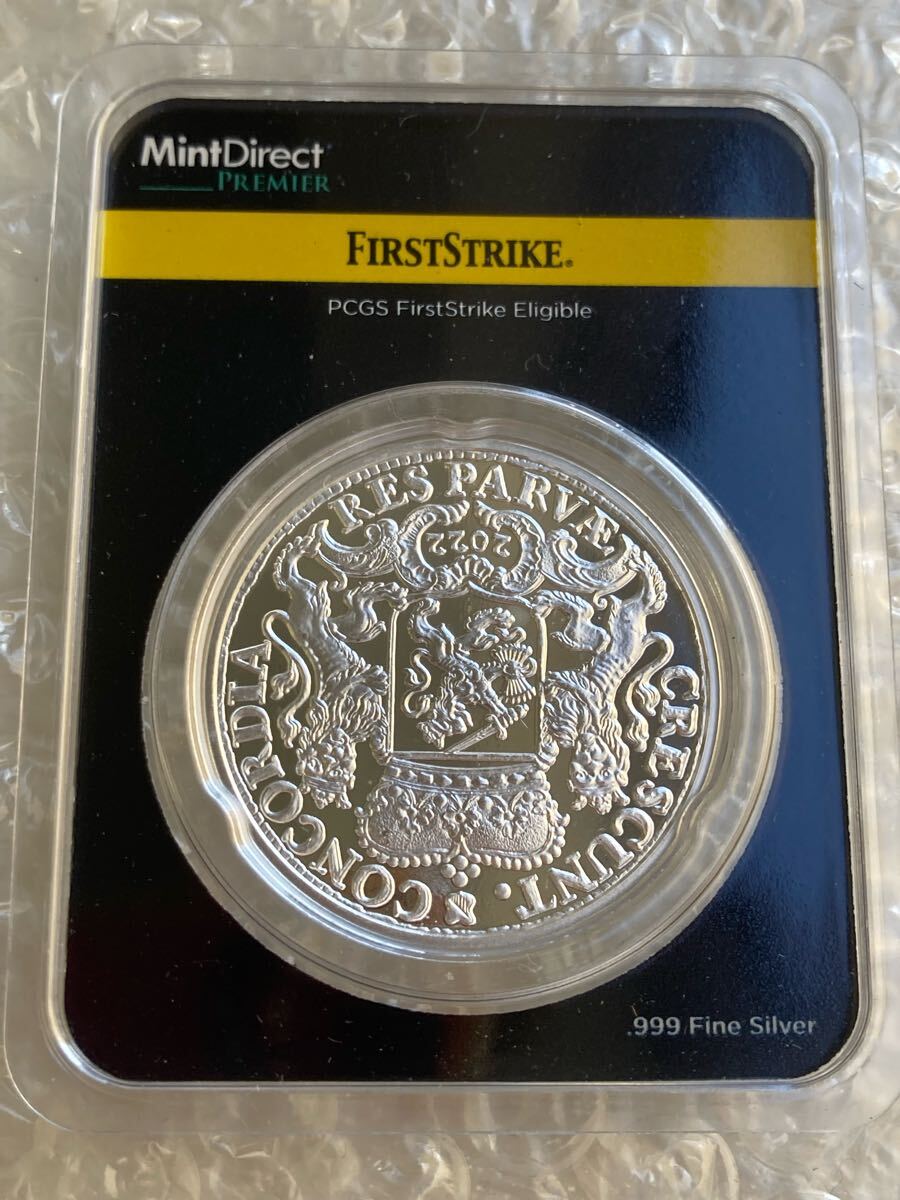 MintDirect®
PREMIER
FIRSTSTRIKE®
PCGS FirstStrike Eligible
CONCORDIA RES PARVÆ CRESCUNT.
2022
.999 Fine Silver